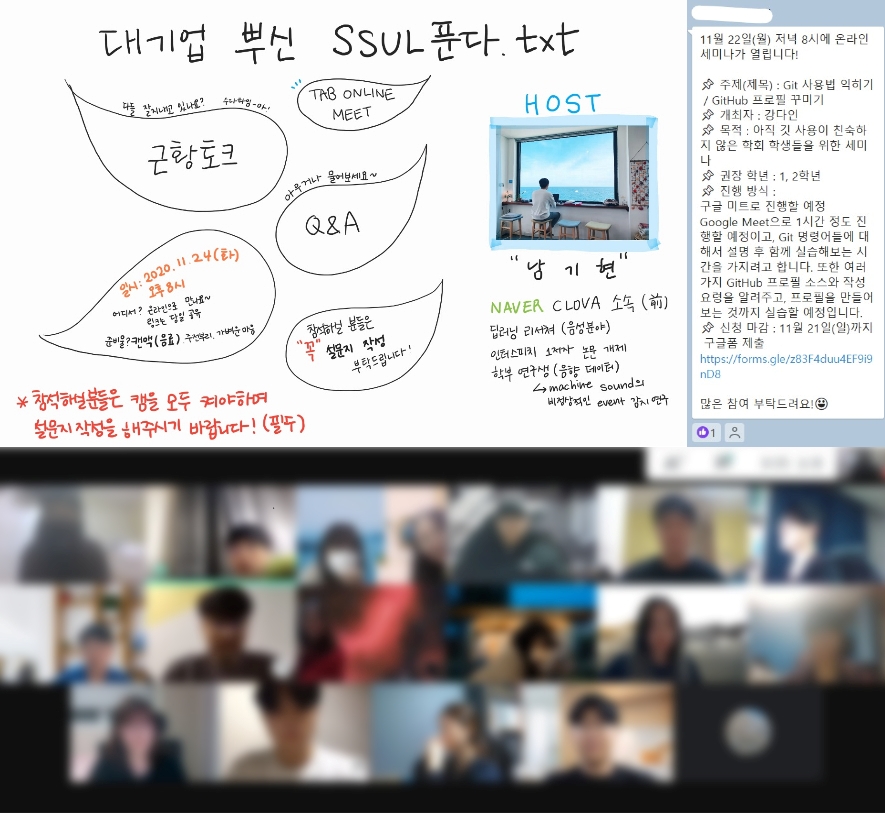 대기업 뿌신 SSUL푼다.txt
다들 잘지내고 있나요?
근황토크
TAB ONLINE
MEET
아무거나 물어보세요~
Q&A
일시: 2020.11.24(화)
오후8시
어디서? 온라인으로 만나요~
링크는 당일 공유
준비물? 캔맥(음료) 주전부리, 가벼운 마음
참석하실 분들은
"꼭" 설문지 작성
부탁드립니다!
* 참석하실분들은 캠을 모두 켜야하며
설문지작성을 해주시기 바랍니다! (필수)
HOST
"남기현"
NAVER CLOVA 소속 (前)
딥러닝 리서쳐 (음성분야)
인터스피치 1저자 논문 개제
학부 연구생 (음향 데이터)
machine sound의
비정상적인 event 감지 연구
11월 22일(월) 저녁 8시에 온라인
세미나가 열립니다!
📌 주제(제목) : Git 사용법 익히기
/ GitHub 프로필 꾸미기
📌 개최자 : 강다인
📌 목적 : 아직 깃 사용이 친숙하
지 않은 학회 학생들을 위한 세미
나
📌 권장 학년 : 1, 2학년
📌 진행 방식 :
구글 미트로 진행할 예정
Google Meet으로 1시간 정도 진
행할 예정이고, Git 명령어들에 대
해서 설명 후 함께 실습해보는 시
간을 가지려고 합니다. 또한 여러
가지 GitHub 프로필 소스와 작성
요령을 알려주고, 프로필을 만들어
보는 것까지 실습할 예정입니다.
📌 신청 마감 : 11월 21일(일)까지
구글폼 제출
https://forms.gle/z83F4duu4EF9i9
nD8
많은 참여 부탁드려요!😀
1